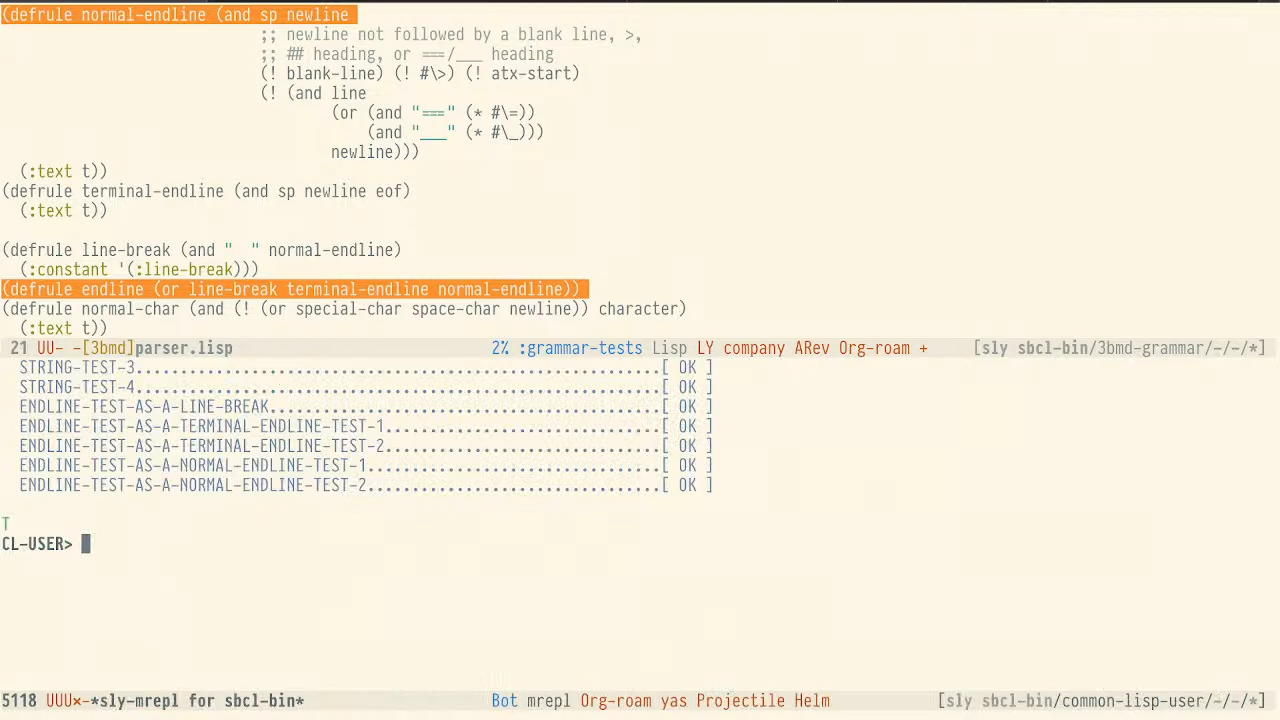 (defrule normal-endline (and sp newline
;; newline not followed by a blank line, >,
;; ## heading, or ===/___ heading
(! blank-line) (! #\>) (! atx-start)
(! (and line
(or (and "===" (* #\=))
(and "___" (* #\_)))
newline)))
(:text t))
(defrule terminal-endline (and sp newline eof)
(:text t))
(defrule line-break (and "  " normal-endline)
(:constant '(:line-break)))
(defrule endline (or line-break terminal-endline normal-endline))
(defrule normal-char (and (! (or special-char space-char newline)) character)
(:text t))
21 UU- -[3bmd]parser.lisp 2% :grammar-tests Lisp LY company ARev Org-roam + [sly sbcl-bin/3bmd-grammar/-/-/*]
STRING-TEST-3..........................................................[ OK ]
STRING-TEST-4..........................................................[ OK ]
ENDLINE-TEST-AS-A-LINE-BREAK...........................................[ OK ]
ENDLINE-TEST-AS-A-TERMINAL-ENDLINE-TEST-1..............................[ OK ]
ENDLINE-TEST-AS-A-TERMINAL-ENDLINE-TEST-2..............................[ OK ]
ENDLINE-TEST-AS-A-NORMAL-ENDLINE-TEST-1................................[ OK ]
ENDLINE-TEST-AS-A-NORMAL-ENDLINE-TEST-2................................[ OK ]
T
CL-USER>
5118 UUU×-*sly-mrepl for sbcl-bin* Bot mrepl Org-roam yas Projectile Helm [sly sbcl-bin/common-lisp-user/-/-/*]